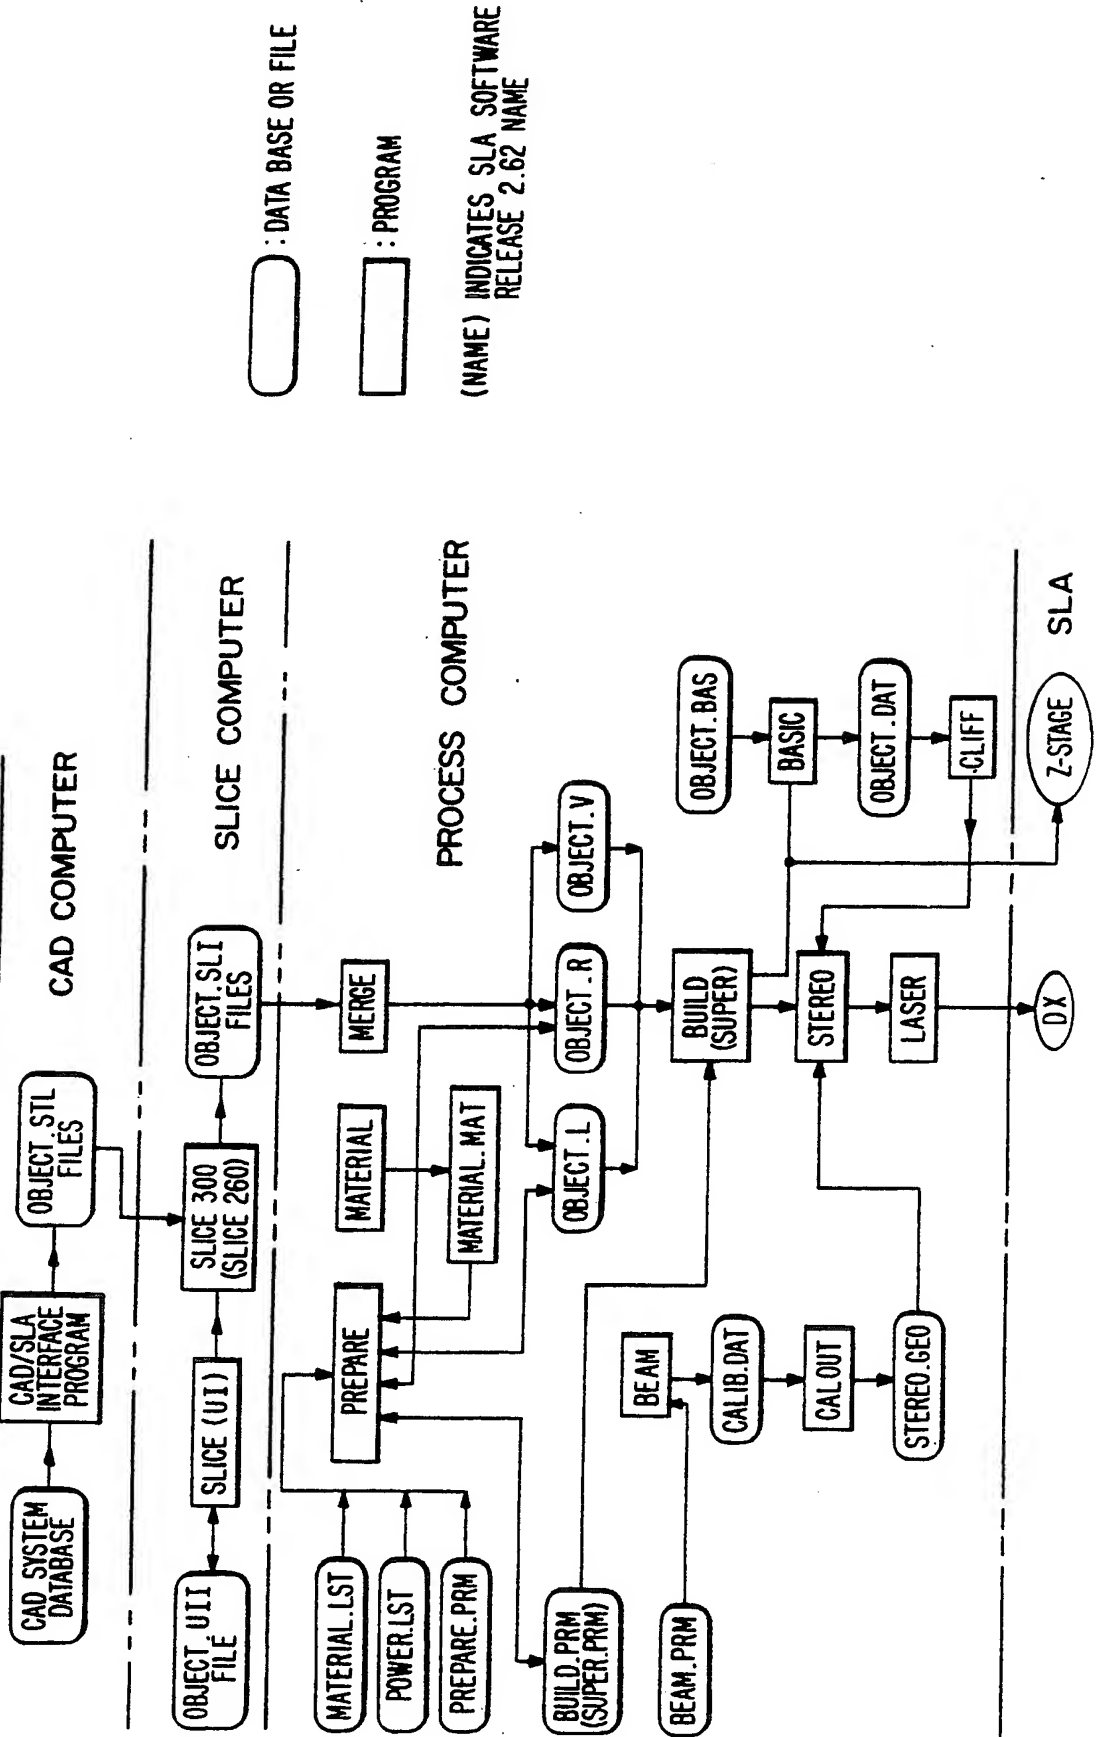 CAD SYSTEM
DATABASE
CAD/SLA
INTERFACE
PROGRAM
OBJECT.STL
FILES
CAD COMPUTER
OBJECT.UII
FILE
SLICE (UI)
SLICE 300
(SLICE 260)
OBJECT.SLI
FILES
SLICE COMPUTER
MATERIAL.LST
POWER.LST
PREPARE.PRM
PREPARE
MATERIAL
MATERIAL.MAT
MERGE
PROCESS COMPUTER
OBJECT.L
OBJECT.R
OBJECT.V
BUILD.PRM
(SUPER.PRM)
BUILD
(SUPER)
OBJECT.BAS
BASIC
OBJECT.DAT
CLIFF
BEAM.PRM
BEAM
CALIB.DAT
CALOUT
STEREO.GEO
STEREO
LASER
DX
Z-STAGE
SLA
: DATA BASE OR FILE
: PROGRAM
(NAME) INDICATES SLA SOFTWARE
RELEASE 2.62 NAME